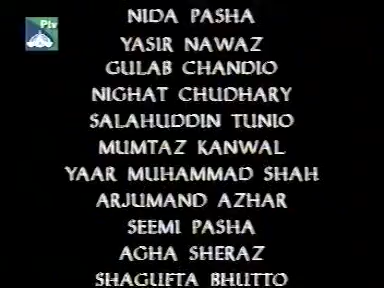 Ptv
NIDA PASHA
YASIR NAWAZ
GULAB CHANDIO
NIGHAT CHUDHARY
SALAHUDDIN TUNIO
MUMTAZ KANWAL
YAAR MUHAMMAD SHAH
ARJUMAND AZHAR
SEEMI PASHA
AGHA SHERAZ
SHAGUFTA BHUTTO